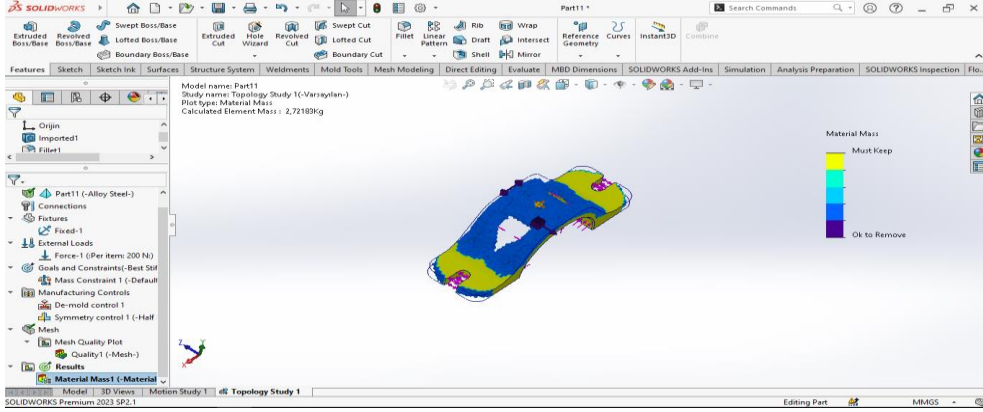 SOLIDWORKS
Part11 *
Search Commands
Extruded Boss/Base
Revolved Boss/Base
Swept Boss/Base
Lofted Boss/Base
Boundary Boss/Base
Extruded Cut
Hole Wizard
Revolved Cut
Swept Cut
Lofted Cut
Boundary Cut
Fillet
Linear Pattern
Rib
Draft
Shell
Wrap
Intersect
Mirror
Reference Geometry
Curves
Instant3D
Combine
Features
Sketch
Sketch Ink
Surfaces
Structure System
Weldments
Mold Tools
Mesh Modeling
Direct Editing
Evaluate
MBD Dimensions
SOLIDWORKS Add-Ins
Simulation
Analysis Preparation
SOLIDWORKS Inspection
Flo..
Model name: Part11
Study name: Topology Study 1(-Varsayılan-)
Plot type: Material Mass
Calculated Element Mass : 2,72183Kg
Orijin
Imported1
Fillet1
Part11 (-Alloy Steel-)
Connections
Fixtures
Fixed-1
External Loads
Force-1 (:Per item: 200 N:)
Goals and Constraints(-Best Stif
Mass Constraint 1 (-Default
Manufacturing Controls
De-mold control 1
Symmetry control 1 (-Half
Mesh
Mesh Quality Plot
Quality1 (-Mesh-)
Results
Material Mass1 (-Material
Material Mass
Must Keep
Ok to Remove
Z
Y
X
Model
3D Views
Motion Study 1
Topology Study 1
SOLIDWORKS Premium 2023 SP2.1
Editing Part
MMGS